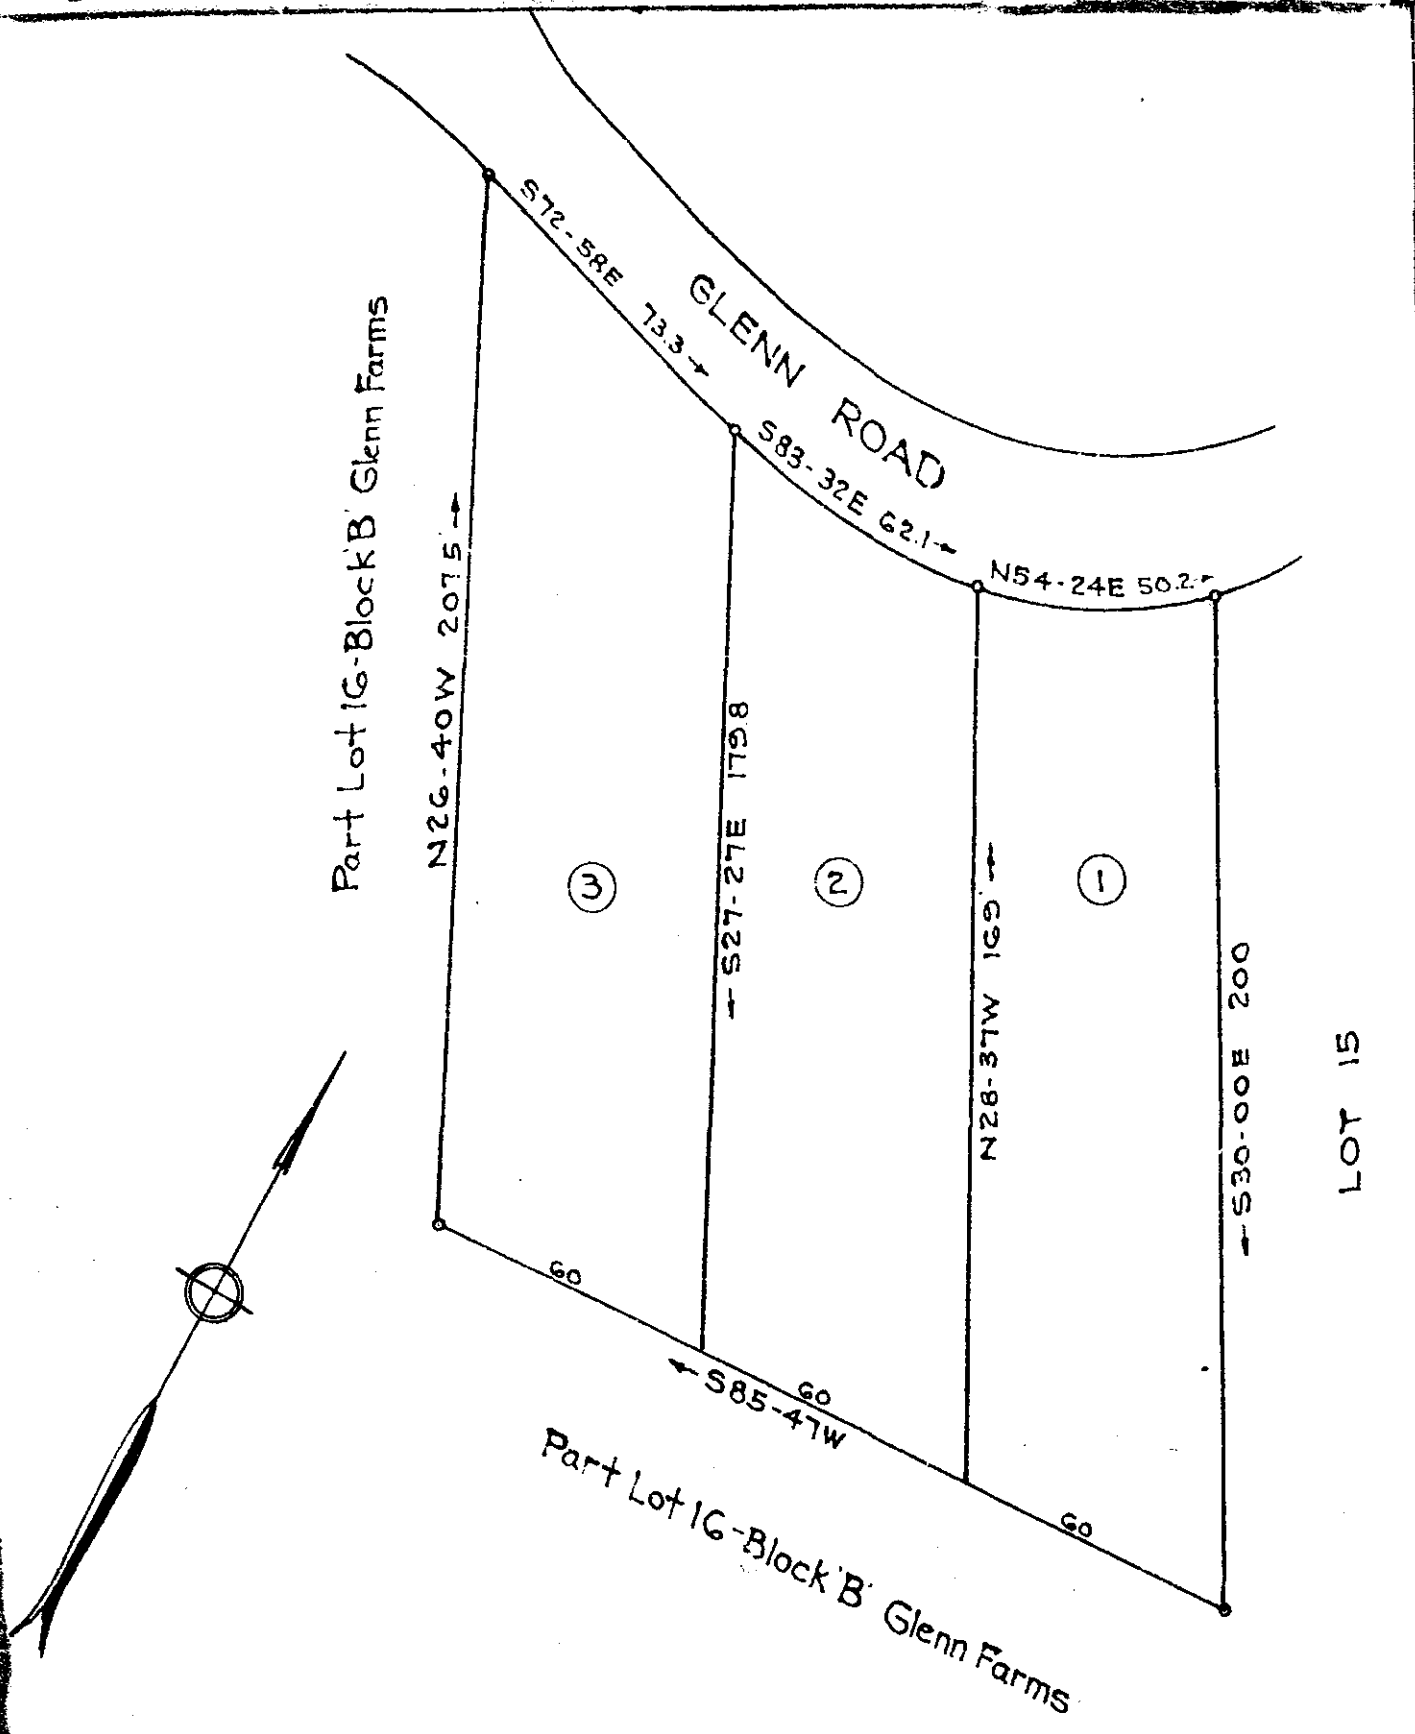 S72-58E 73.3
GLENN ROAD
S83-32E 62.1
N54-24E 50.2
Part Lot 16-Block 'B' Glenn Farms
N26-40W 207.5
S27-27E 179.8
N28-37W 169
S30-00E 200
LOT 15
3
2
1
60
60
60
S85-47W
Part Lot 16-Block 'B' Glenn Farms